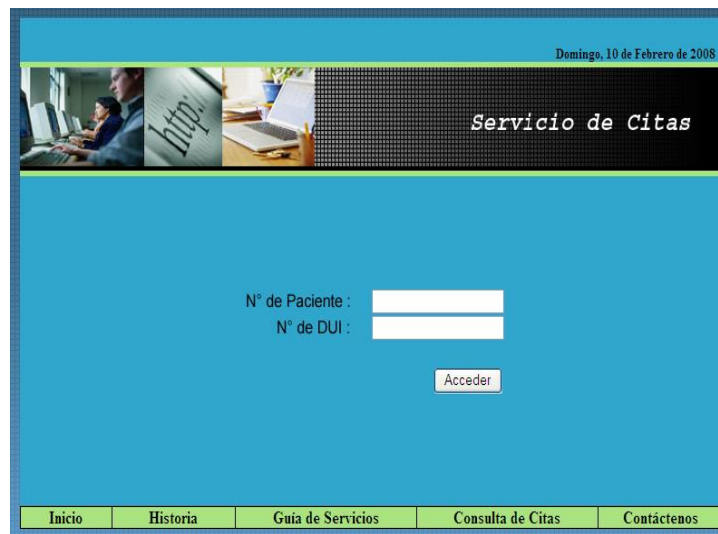 Domingo, 10 de Febrero de 2008
http:
Servicio de Citas
N° de Paciente :
N° de DUI :
Acceder
Inicio Historia Guía de Servicios Consulta de Citas Contáctenos